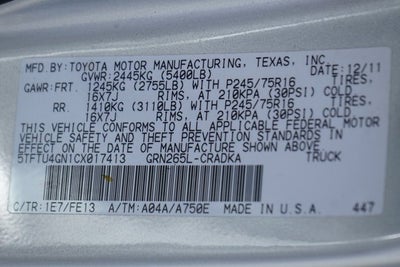 MFD. BY: TOYOTA MOTOR MANUFACTURING, TEXAS, INC
GVWR: 2445KG (5400LB) 12/11
GAWR: FRT. 1245KG (2755LB) WITH P245/75R16 TIRES,
16X7J RIMS, AT 210KPA (30PSI) COLD
RR 1410KG (3110LB) WITH P245/75R16 TIRES,
16X7J RIMS, AT 210KPA (30PSI) COLD
THIS VEHICLE CONFORMS TO ALL APPLICABLE FEDERAL MOTOR
VEHICLE SAFETY AND THEFT PREVENTION STANDARDS IN
EFFECT ON THE DATE OF MANUFACTURE SHOWN ABOVE.
5TFTU4GN1CX017413 GRN265L-CRADKA TRUCK
C/TR: 1E7/FE13 A/TM: A04A/A750E 447